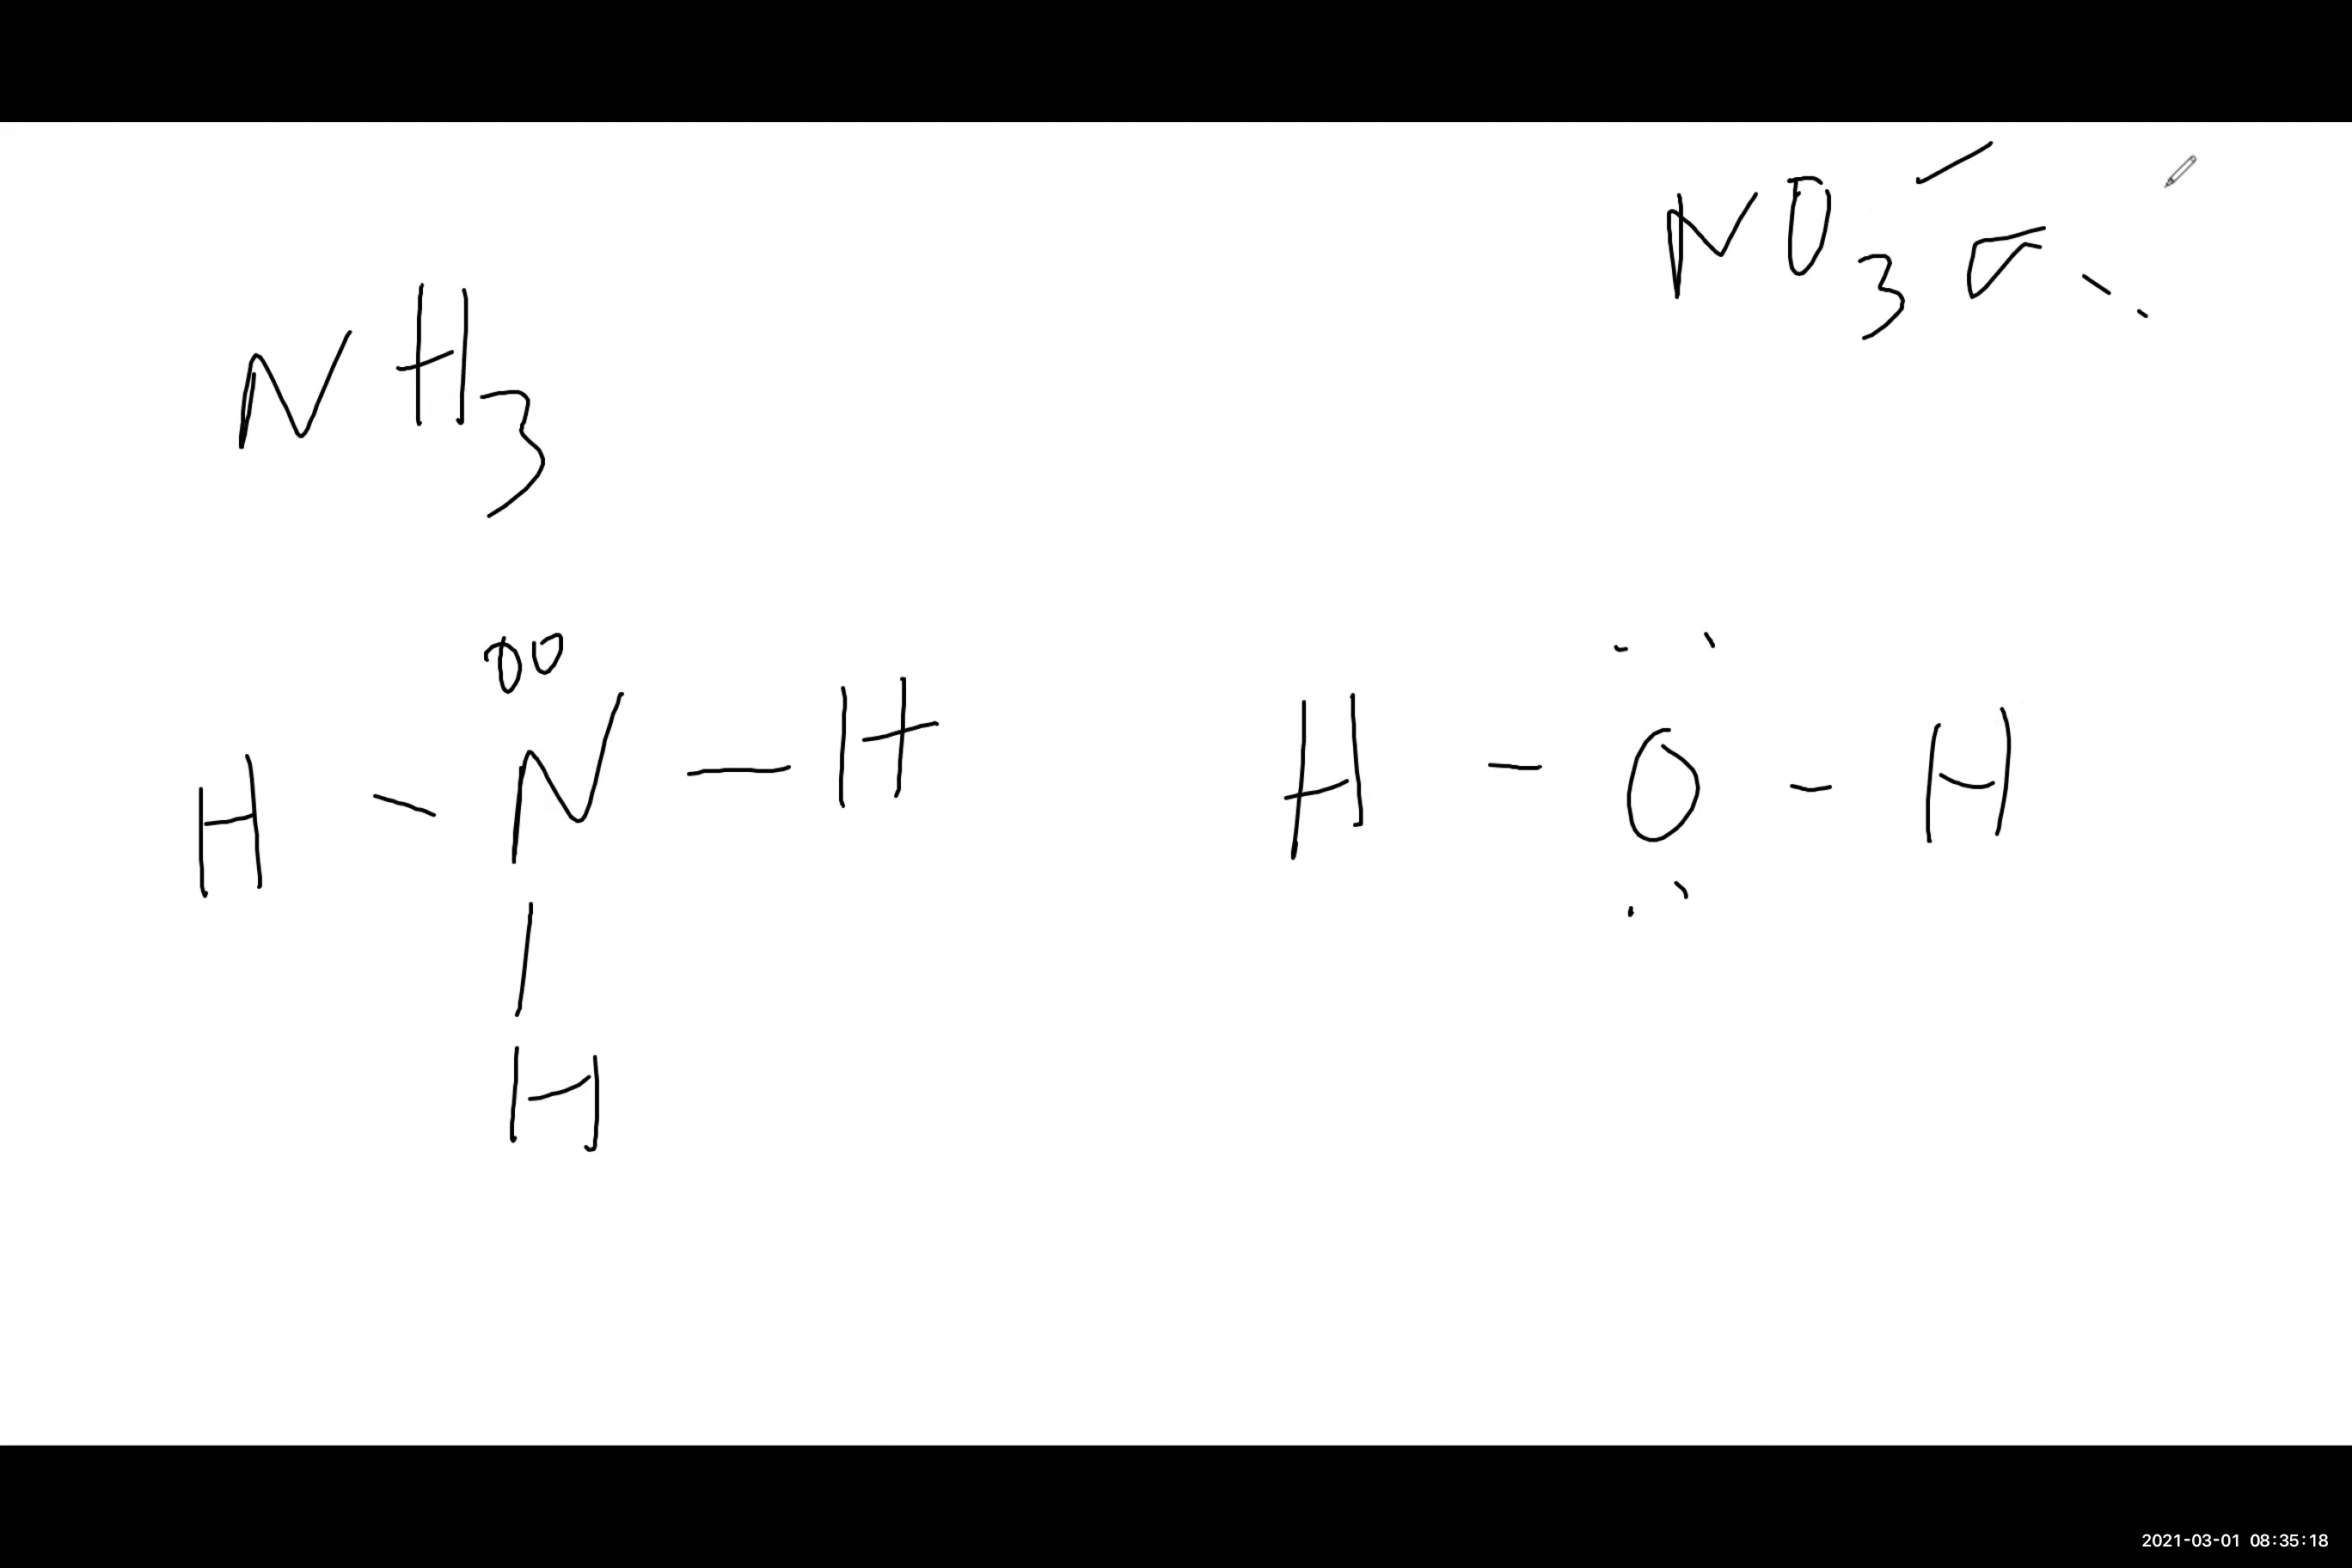 NO3-
NH3
H - N - H
H
H - O - H
2021-03-01 08:35:18